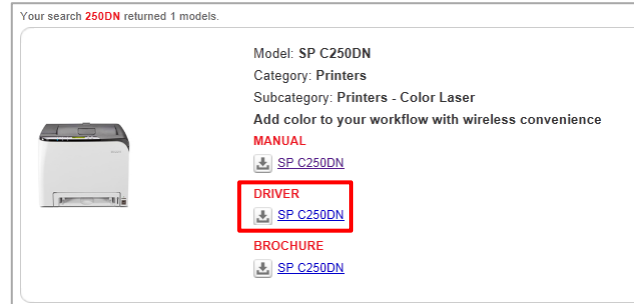 Your search 250DN returned 1 models.
Model: SP C250DN
Category: Printers
Subcategory: Printers - Color Laser
Add color to your workflow with wireless convenience
MANUAL
SP C250DN
DRIVER
SP C250DN
BROCHURE
SP C250DN